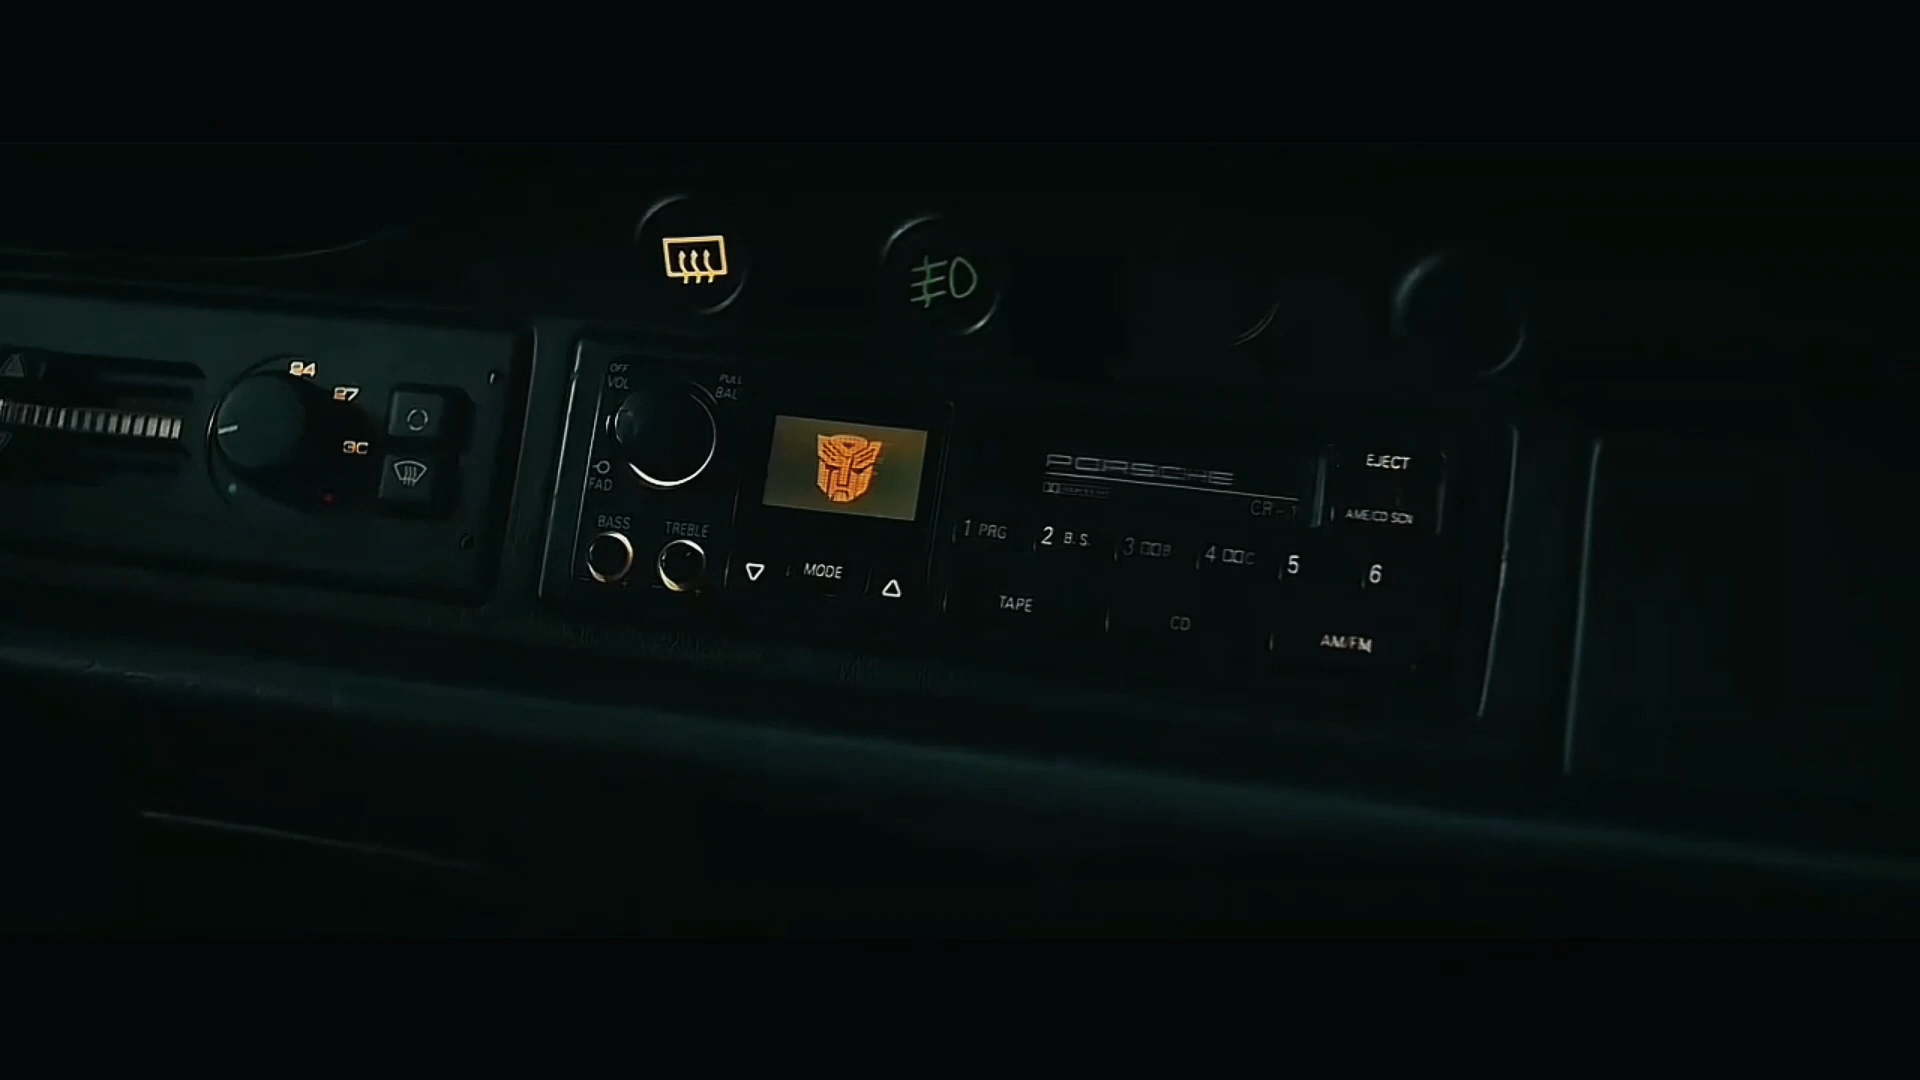 24
27
3C
OFF
VOL
PULL
BAL
FAD
BASS
TREBLE
MODE
PORSCHE
CR-1
EJECT
1 PRG
2 B.S.
3 B
4 C
5
6
TAPE
CD
AM/FM